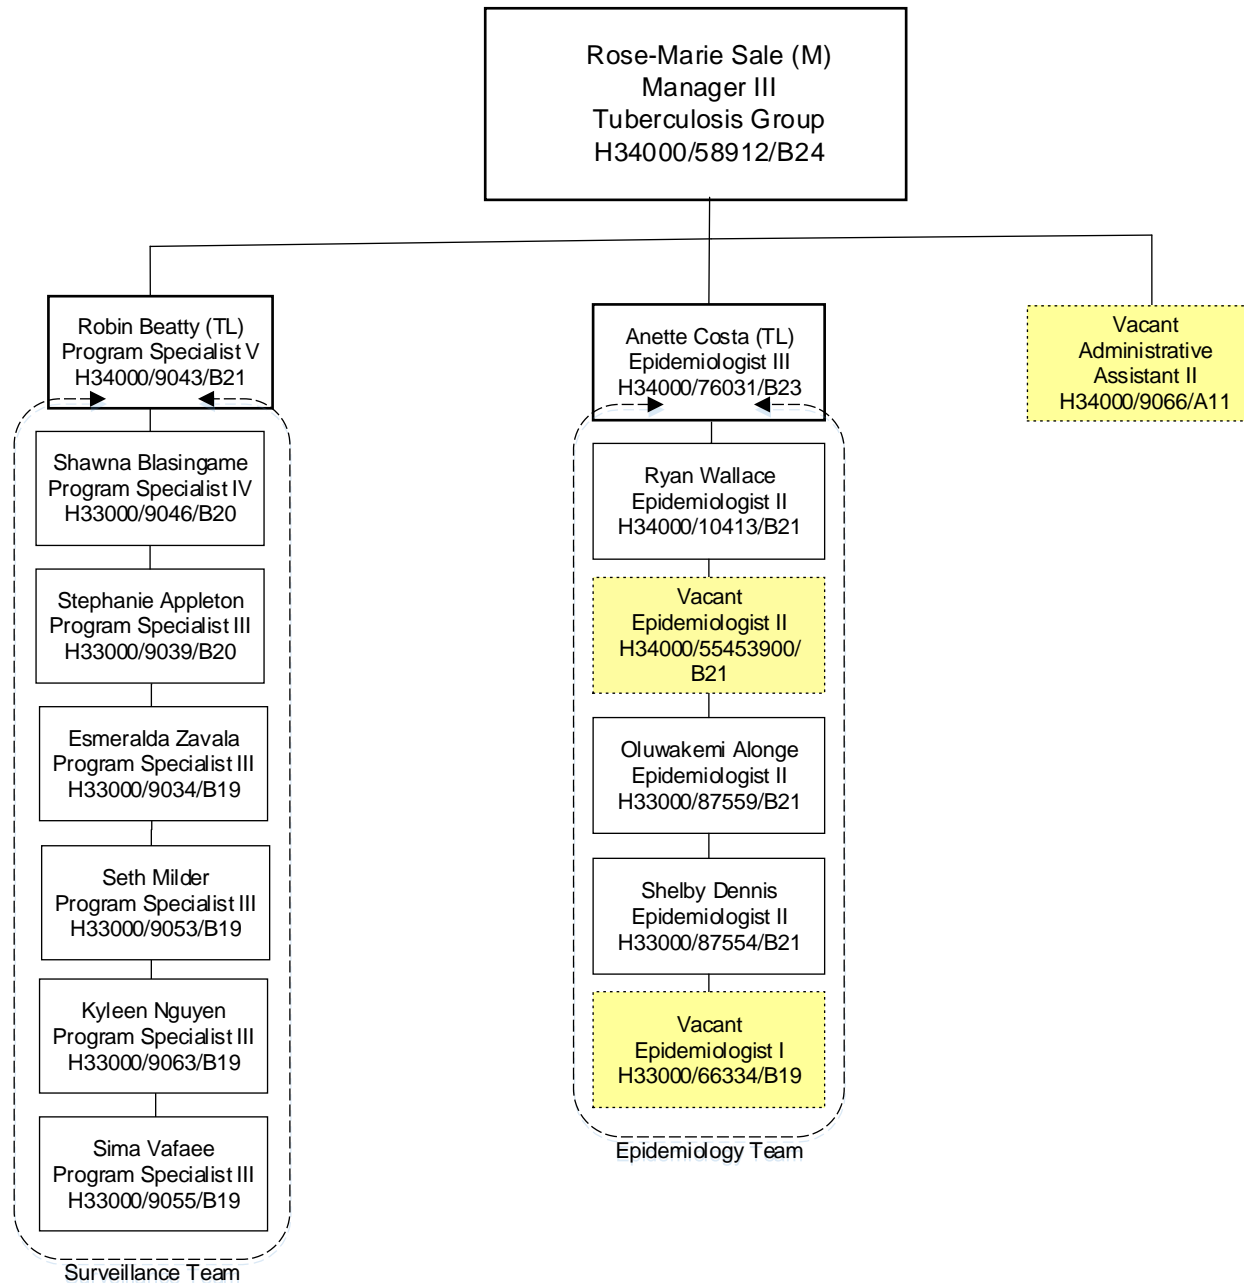 Rose-Marie Sale (M)
Manager III
Tuberculosis Group
H34000/58912/B24
Robin Beatty (TL)
Program Specialist V
H34000/9043/B21
Shawna Blasingame
Program Specialist IV
H33000/9046/B20
Stephanie Appleton
Program Specialist III
H33000/9039/B20
Esmeralda Zavala
Program Specialist III
H33000/9034/B19
Seth Milder
Program Specialist III
H33000/9053/B19
Kyleen Nguyen
Program Specialist III
H33000/9063/B19
Sima Vafaee
Program Specialist III
H33000/9055/B19
Surveillance Team
Anette Costa (TL)
Epidemiologist III
H34000/76031/B23
Ryan Wallace
Epidemiologist II
H34000/10413/B21
Vacant
Epidemiologist II
H34000/55453900/
B21
Oluwakemi Alonge
Epidemiologist II
H33000/87559/B21
Shelby Dennis
Epidemiologist II
H33000/87554/B21
Vacant
Epidemiologist I
H33000/66334/B19
Epidemiology Team
Vacant
Administrative
Assistant II
H34000/9066/A11